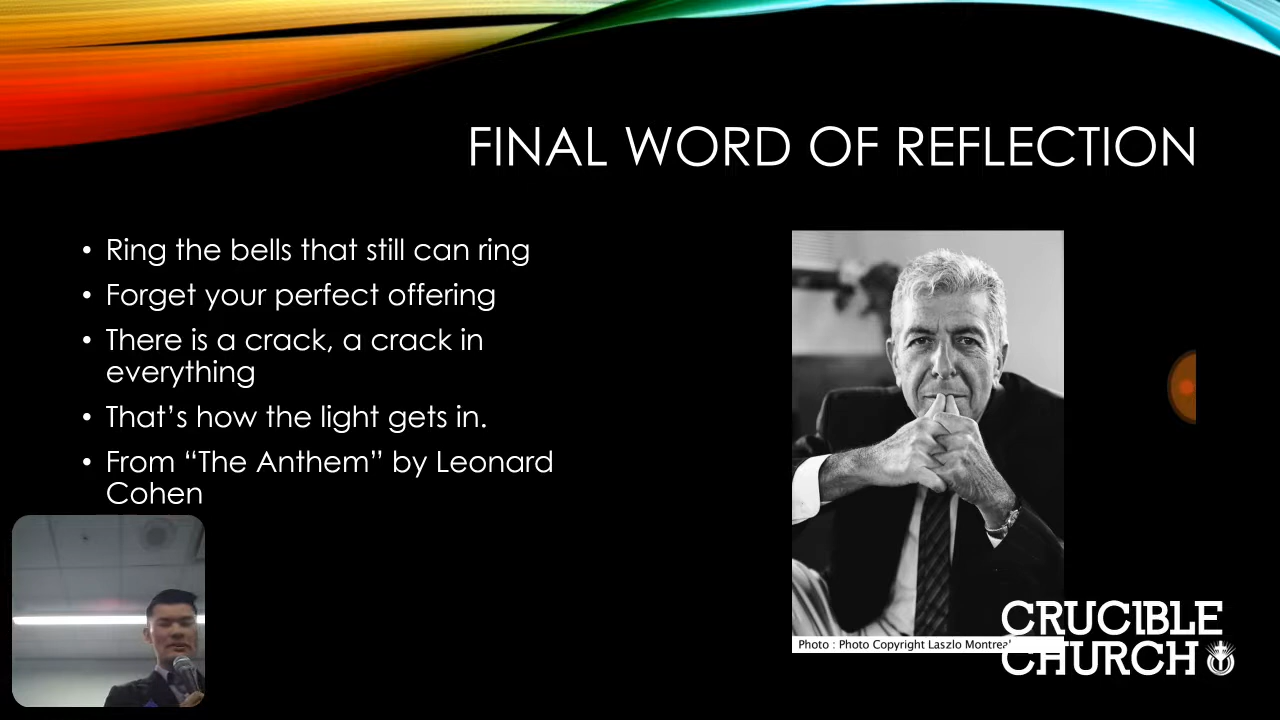 FINAL WORD OF REFLECTION
• Ring the bells that still can ring
• Forget your perfect offering
• There is a crack, a crack in
everything
• That’s how the light gets in.
• From “The Anthem” by Leonard
Cohen
Photo : Photo Copyright Laszlo
CRUCIBLE
CHURCH